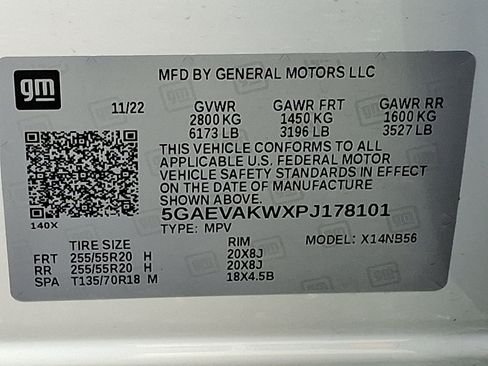 gm
MFD BY GENERAL MOTORS LLC
11/22 GVWR GAWR FRT GAWR RR
2800 KG 1450 KG 1600 KG
6173 LB 3196 LB 3527 LB
THIS VEHICLE CONFORMS TO ALL
APPLICABLE U.S. FEDERAL MOTOR
VEHICLE SAFETY STANDARDS IN EFFECT
ON THE DATE OF MANUFACTURE
SHOWN ABOVE.
5GAEVAKWXPJ178101
140X TYPE: MPV
TIRE SIZE RIM MODEL: X14NB56
FRT 255/55R20 H 20X8J
RR 255/55R20 H 20X8J
SPA T135/70R18 M 18X4.5B